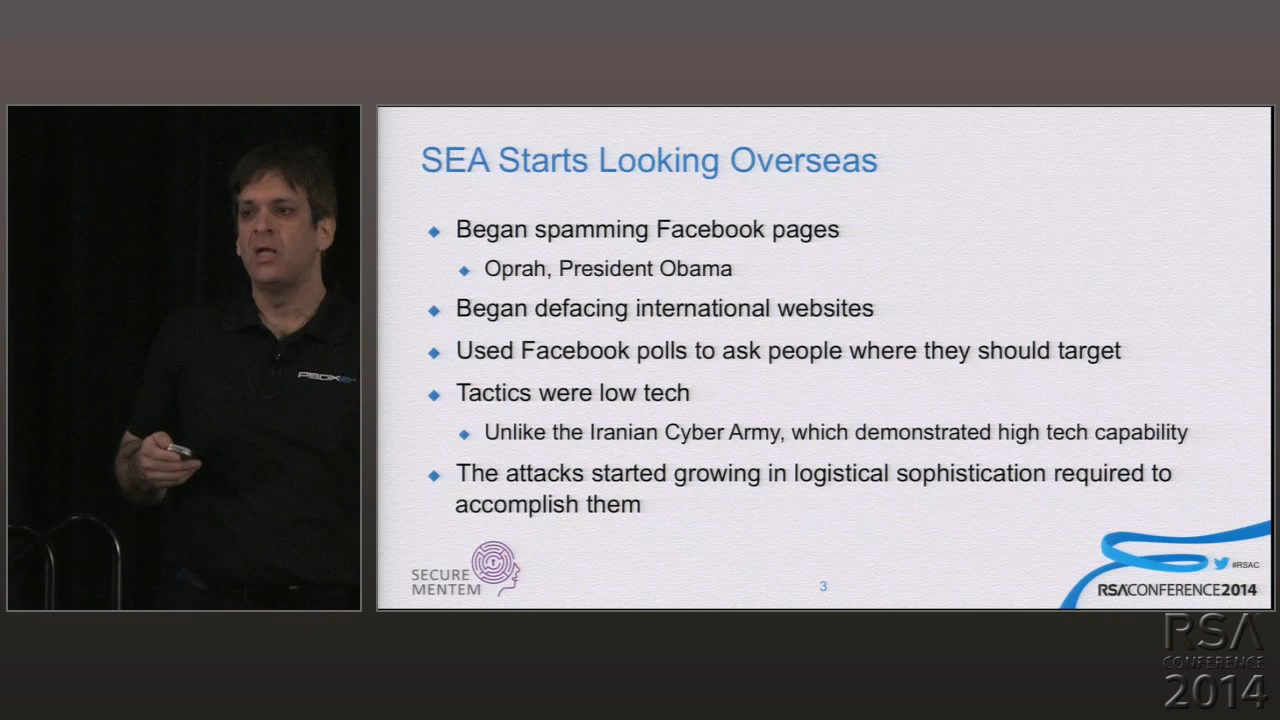 SEA Starts Looking Overseas
Began spamming Facebook pages
Oprah, President Obama
Began defacing international websites
Used Facebook polls to ask people where they should target
Tactics were low tech
Unlike the Iranian Cyber Army, which demonstrated high tech capability
The attacks started growing in logistical sophistication required to
accomplish them
SECURE
MENTEM
3
#RSAC
RSACONFERENCE2014
RSA
CONFERENCE
2014